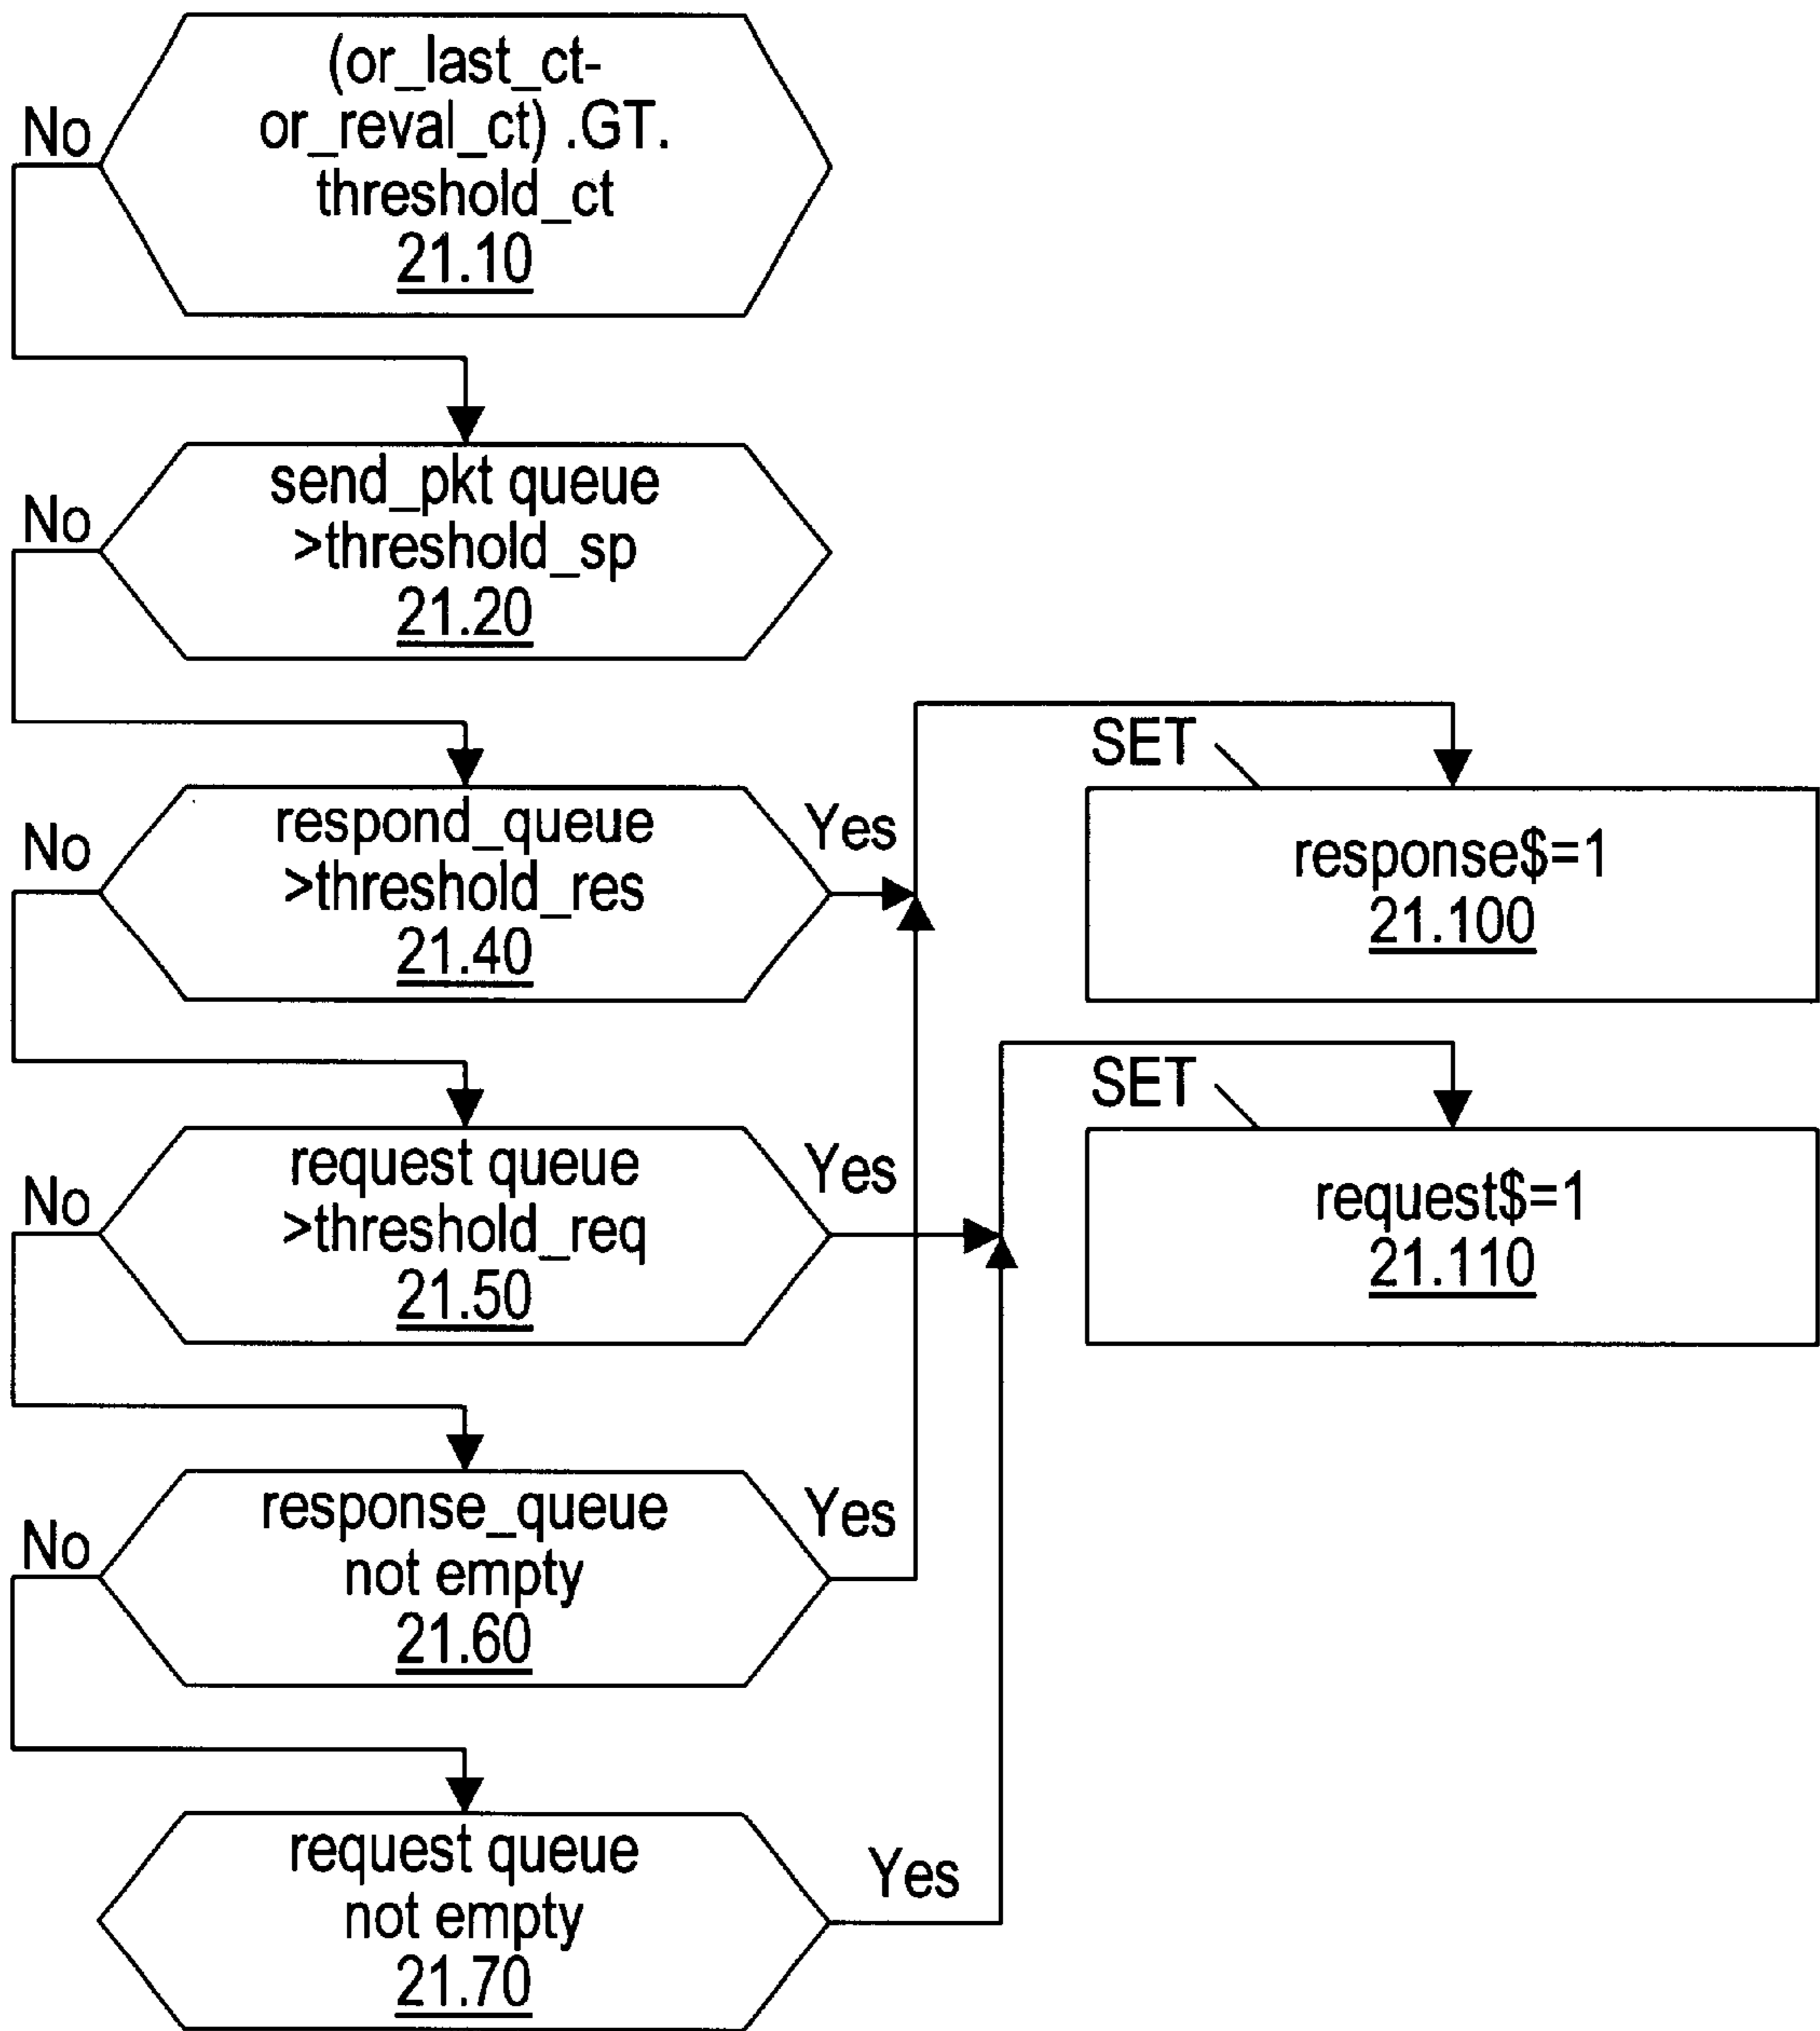 (or_last_ct-
or_reval_ct) .GT.
threshold_ct
21.10
No
send_pkt queue
>threshold_sp
21.20
No
respond_queue
>threshold_res
21.40
No
Yes
SET
response$=1
21.100
request queue
>threshold_req
21.50
No
Yes
SET
request$=1
21.110
response_queue
not empty
21.60
No
Yes
request queue
not empty
21.70
Yes